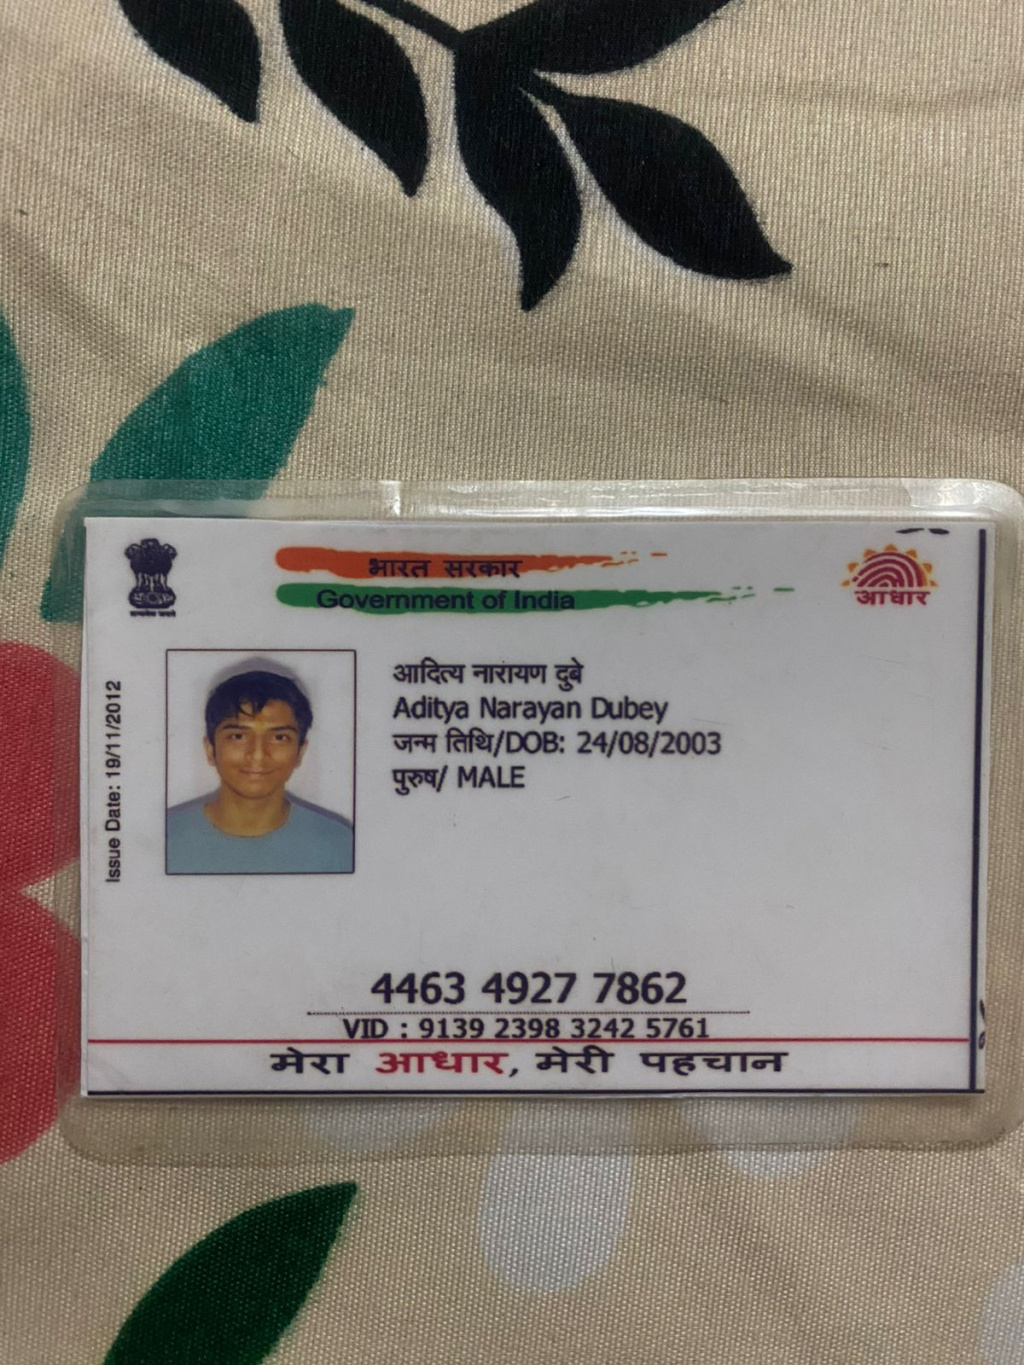 भारत सरकार
Government of India
आधार
Issue Date: 19/11/2012
आदित्य नारायण दुबे
Aditya Narayan Dubey
जन्म तिथि/DOB: 24/08/2003
पुरुष/ MALE
4463 4927 7862
VID : 9139 2398 3242 5761
मेरा आधार, मेरी पहचान